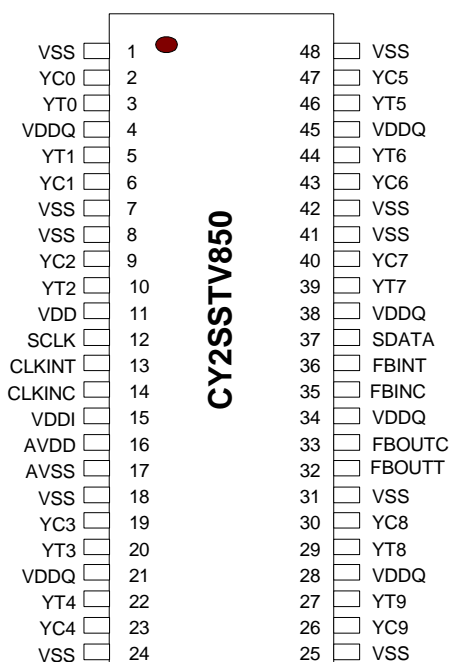 VSS 1 48 VSS
YC0 2 47 YC5
YT0 3 46 YT5
VDDQ 4 45 VDDQ
YT1 5 44 YT6
YC1 6 43 YC6
VSS 7 42 VSS
VSS 8 41 VSS
YC2 9 40 YC7
YT2 10 39 YT7
VDD 11 38 VDDQ
SCLK 12 37 SDATA
CLKINT 13 36 FBINT
CLKINC 14 35 FBINC
VDDI 15 34 VDDQ
AVDD 16 33 FBOUTC
AVSS 17 32 FBOUTT
VSS 18 31 VSS
YC3 19 30 YC8
YT3 20 29 YT8
VDDQ 21 28 VDDQ
YT4 22 27 YT9
YC4 23 26 YC9
VSS 24 25 VSS
CY2SSTV850